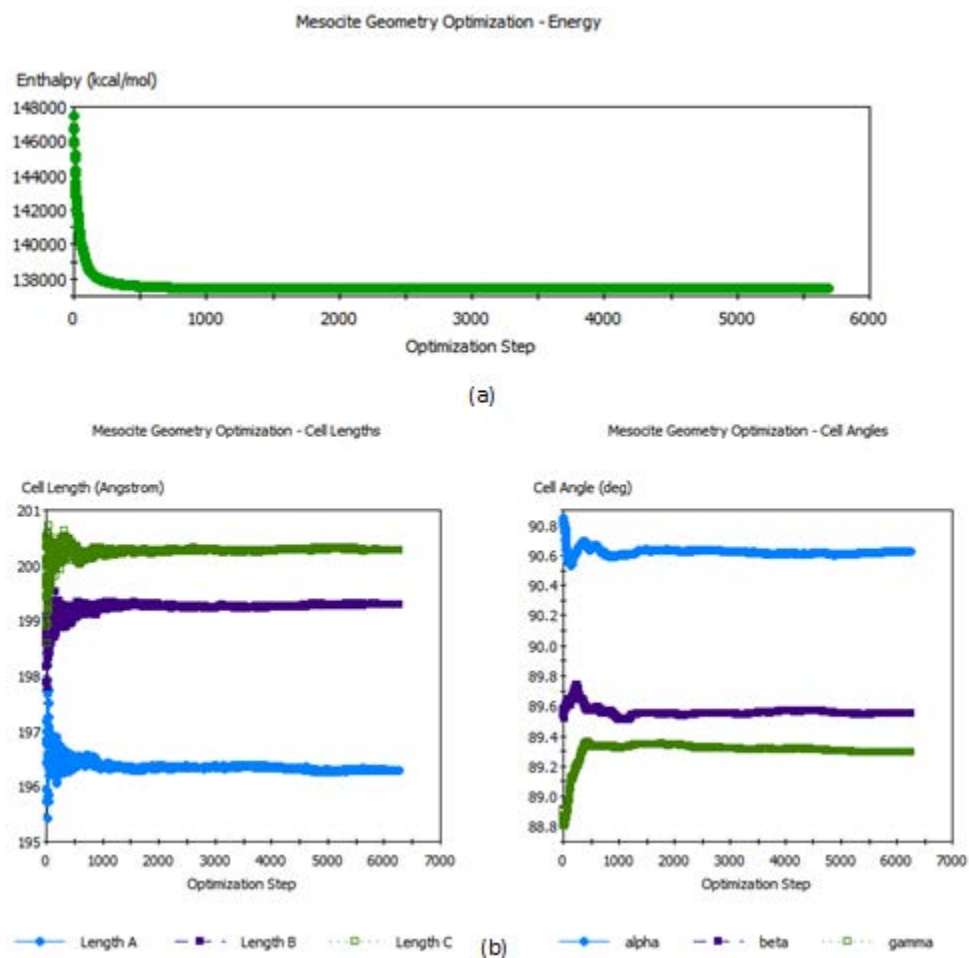 Mesocite Geometry Optimization - Energy
Enthalpy (kcal/mol)
148000
146000
144000
142000
140000
138000
0 1000 2000 3000 4000 5000 6000
Optimization Step
(a)
Mesocite Geometry Optimization - Cell Lengths
Cell Length (Angstrom)
201
200
199
198
197
196
195
0 1000 2000 3000 4000 5000 6000 7000
Optimization Step
Length A Length B Length C
Mesocite Geometry Optimization - Cell Angles
Cell Angle (deg)
90.8
90.6
90.4
90.2
90.0
89.8
89.6
89.4
89.2
89.0
88.8
0 1000 2000 3000 4000 5000 6000 7000
Optimization Step
alpha beta gamma
(b)